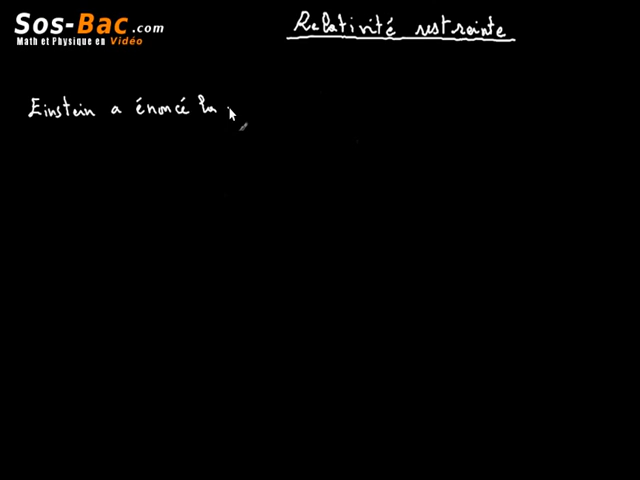 Sos-Bac.com
Math et Physique en Vidéo
Relativité restreinte
Einstein a énoncé la